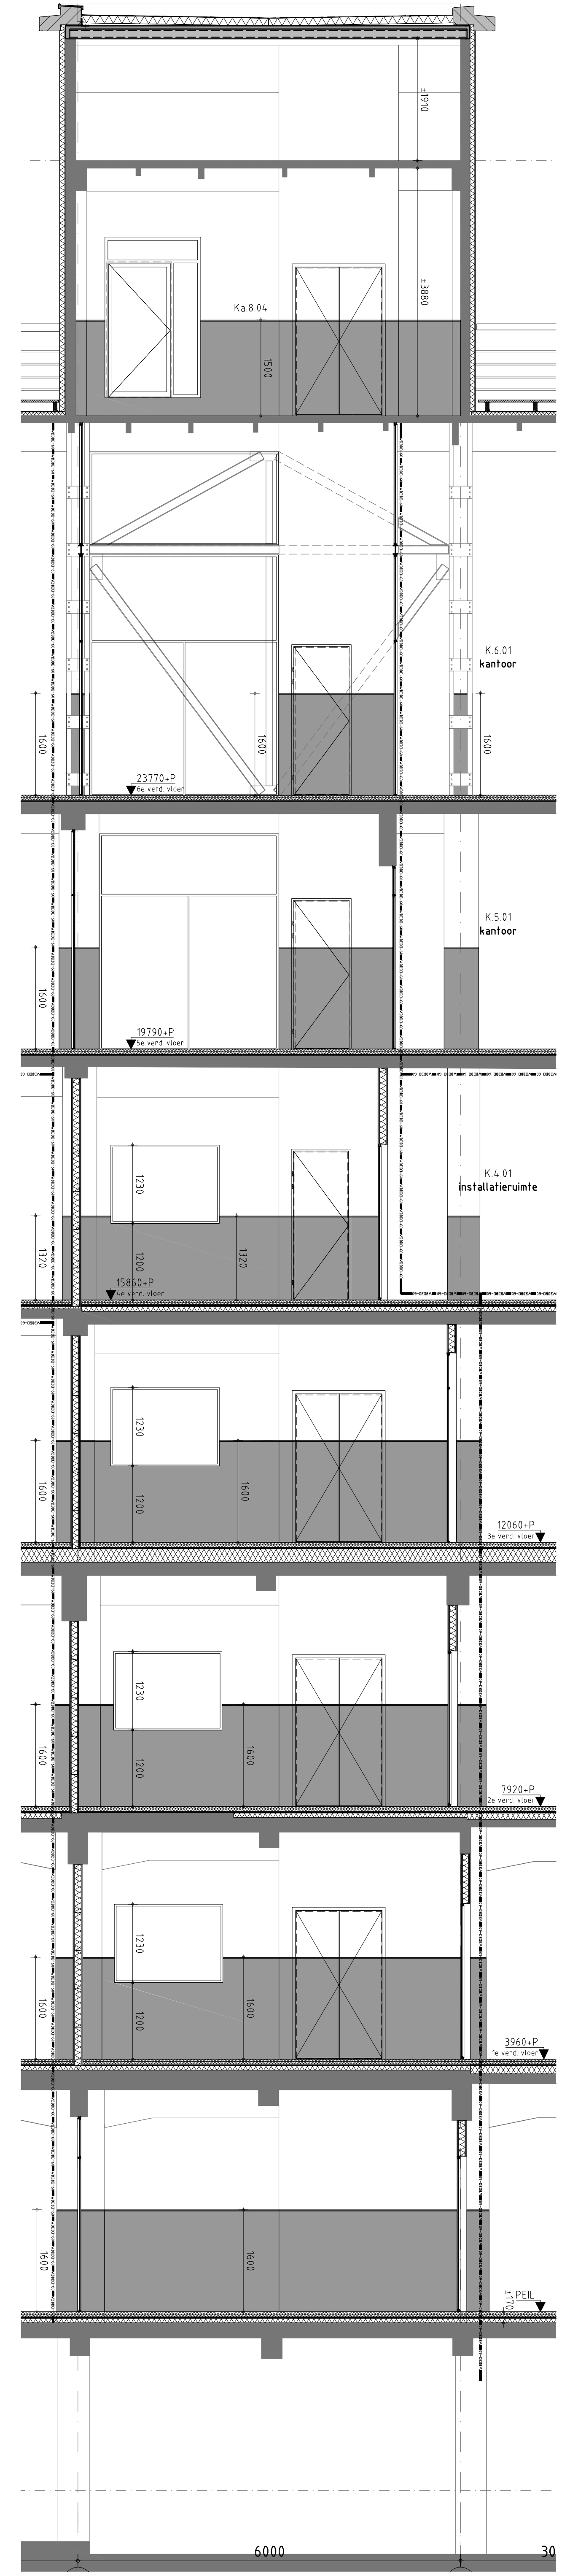 ±1910
±3880
Ka.8.04
1500
K.6.01
kantoor
1600
1600
1600
23770+P
6e verd. vloer
K.5.01
kantoor
1600
19790+P
5e verd. vloer
K.4.01
installatieruimte
1230
1320
1200
1320
15860+P
4e verd. vloer
1230
1600
1200
1600
12060+P
3e verd. vloer
1230
1600
1200
1600
7920+P
2e verd. vloer
1230
1600
1200
1600
3960+P
1e verd. vloer
1600
1600
±170
PEIL
6000
30